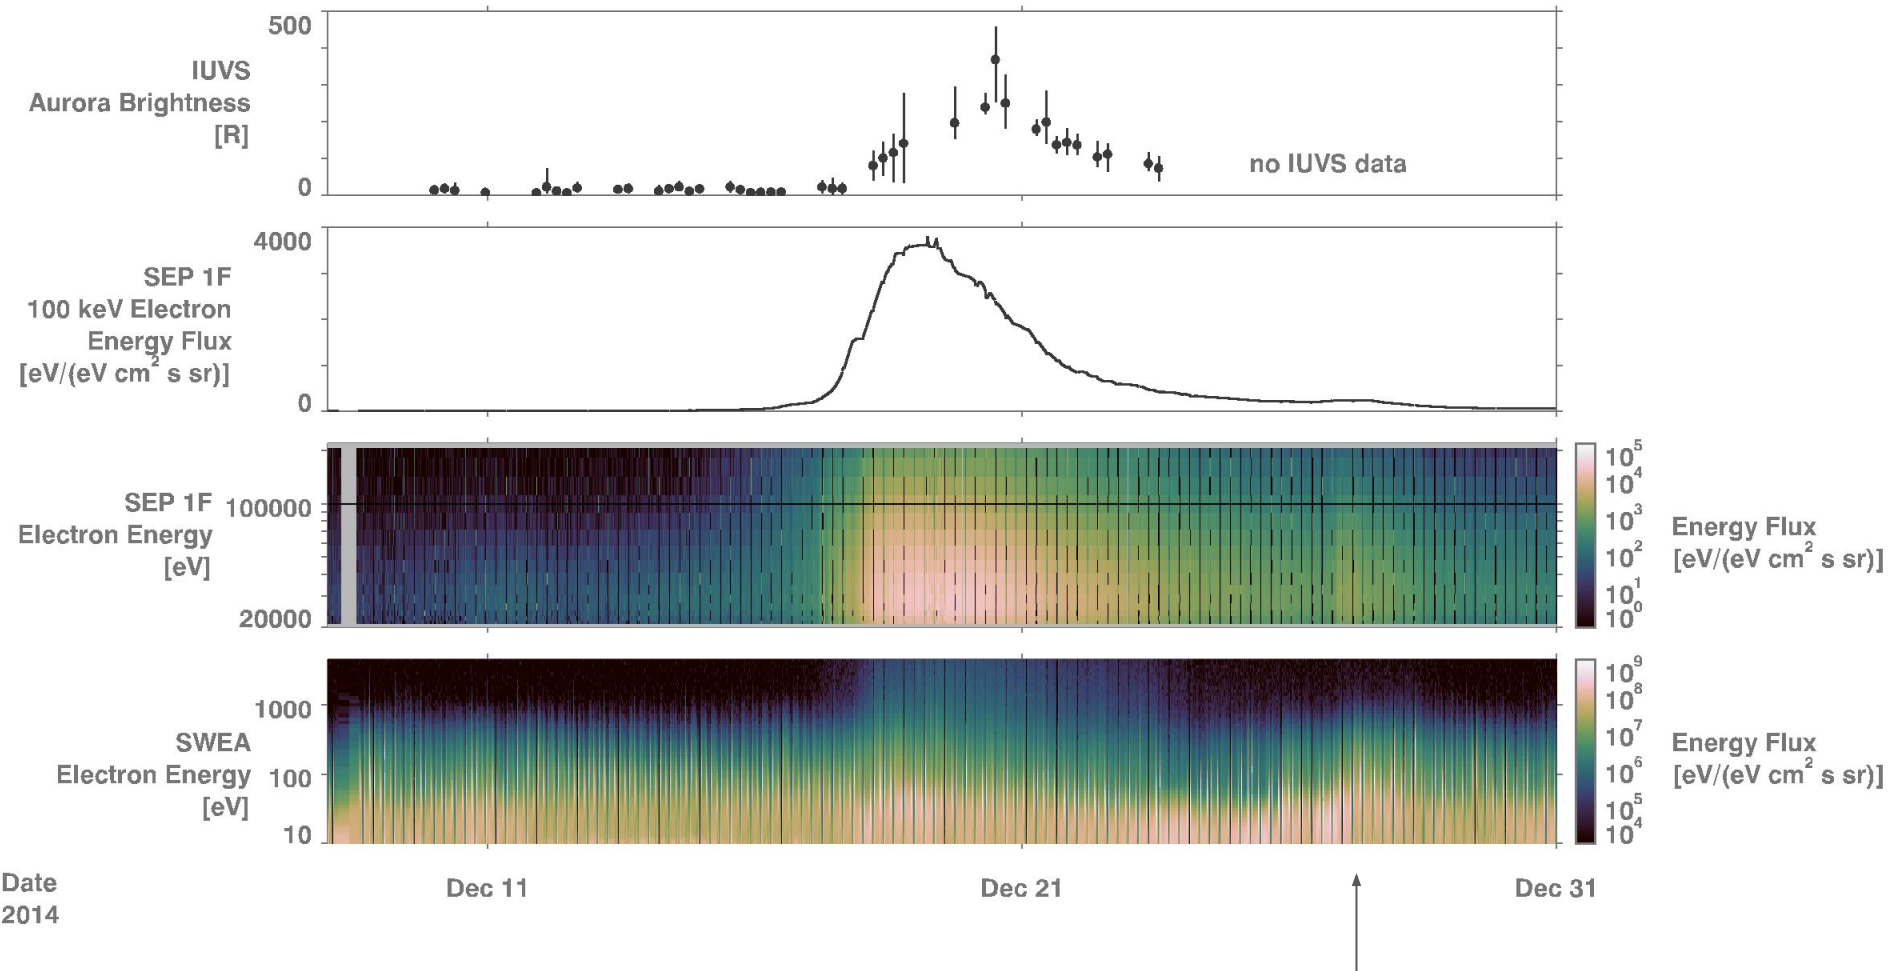 500
IUVS
Aurora Brightness
[R]
0
no IUVS data
4000
SEP 1F
100 keV Electron
Energy Flux
[eV/(eV cm² s sr)]
0
SEP 1F
Electron Energy
[eV]
100000
20000
10⁵
10⁴
10³
10²
10¹
10⁰
Energy Flux
[eV/(eV cm² s sr)]
SWEA
Electron Energy
[eV]
1000
100
10
10⁹
10⁸
10⁷
10⁶
10⁵
10⁴
Energy Flux
[eV/(eV cm² s sr)]
Date
2014
Dec 11
Dec 21
Dec 31